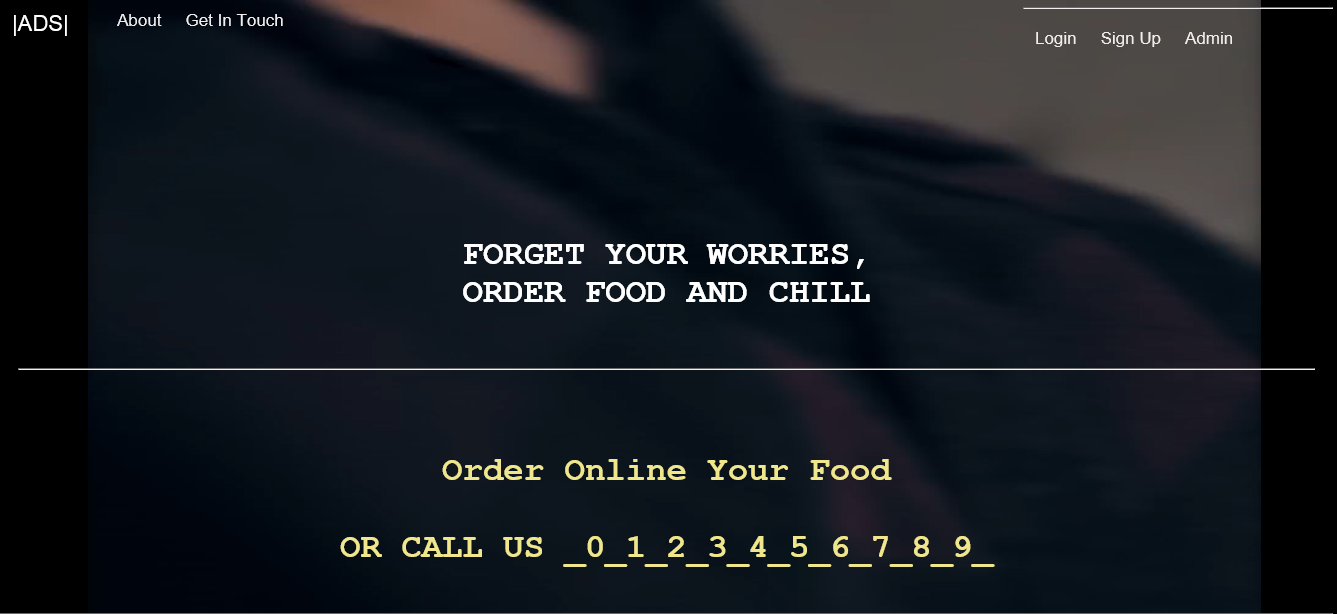 |ADS|
About
Get In Touch
Login
Sign Up
Admin
FORGET YOUR WORRIES,
ORDER FOOD AND CHILL
Order Online Your Food
OR CALL US _0_1_2_3_4_5_6_7_8_9_